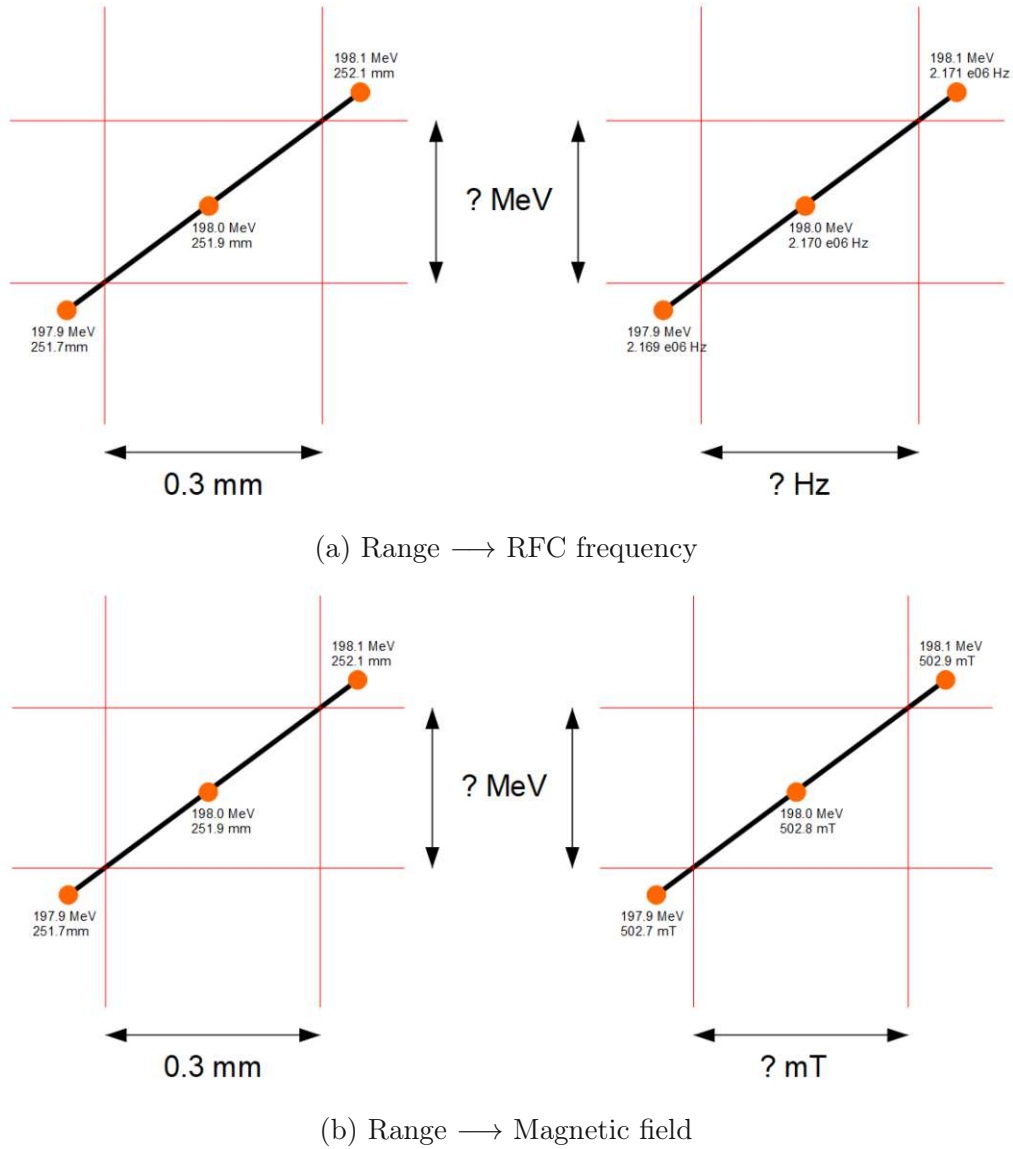 198.1 MeV
252.1 mm
198.1 MeV
2.171 e06 Hz
? MeV
198.0 MeV
251.9 mm
198.0 MeV
2.170 e06 Hz
197.9 MeV
251.7mm
197.9 MeV
2.169 e06 Hz
0.3 mm
? Hz
(a) Range ⟶ RFC frequency
198.1 MeV
252.1 mm
198.1 MeV
502.9 mT
? MeV
198.0 MeV
251.9 mm
198.0 MeV
502.8 mT
197.9 MeV
251.7mm
197.9 MeV
502.7 mT
0.3 mm
? mT
(b) Range ⟶ Magnetic field